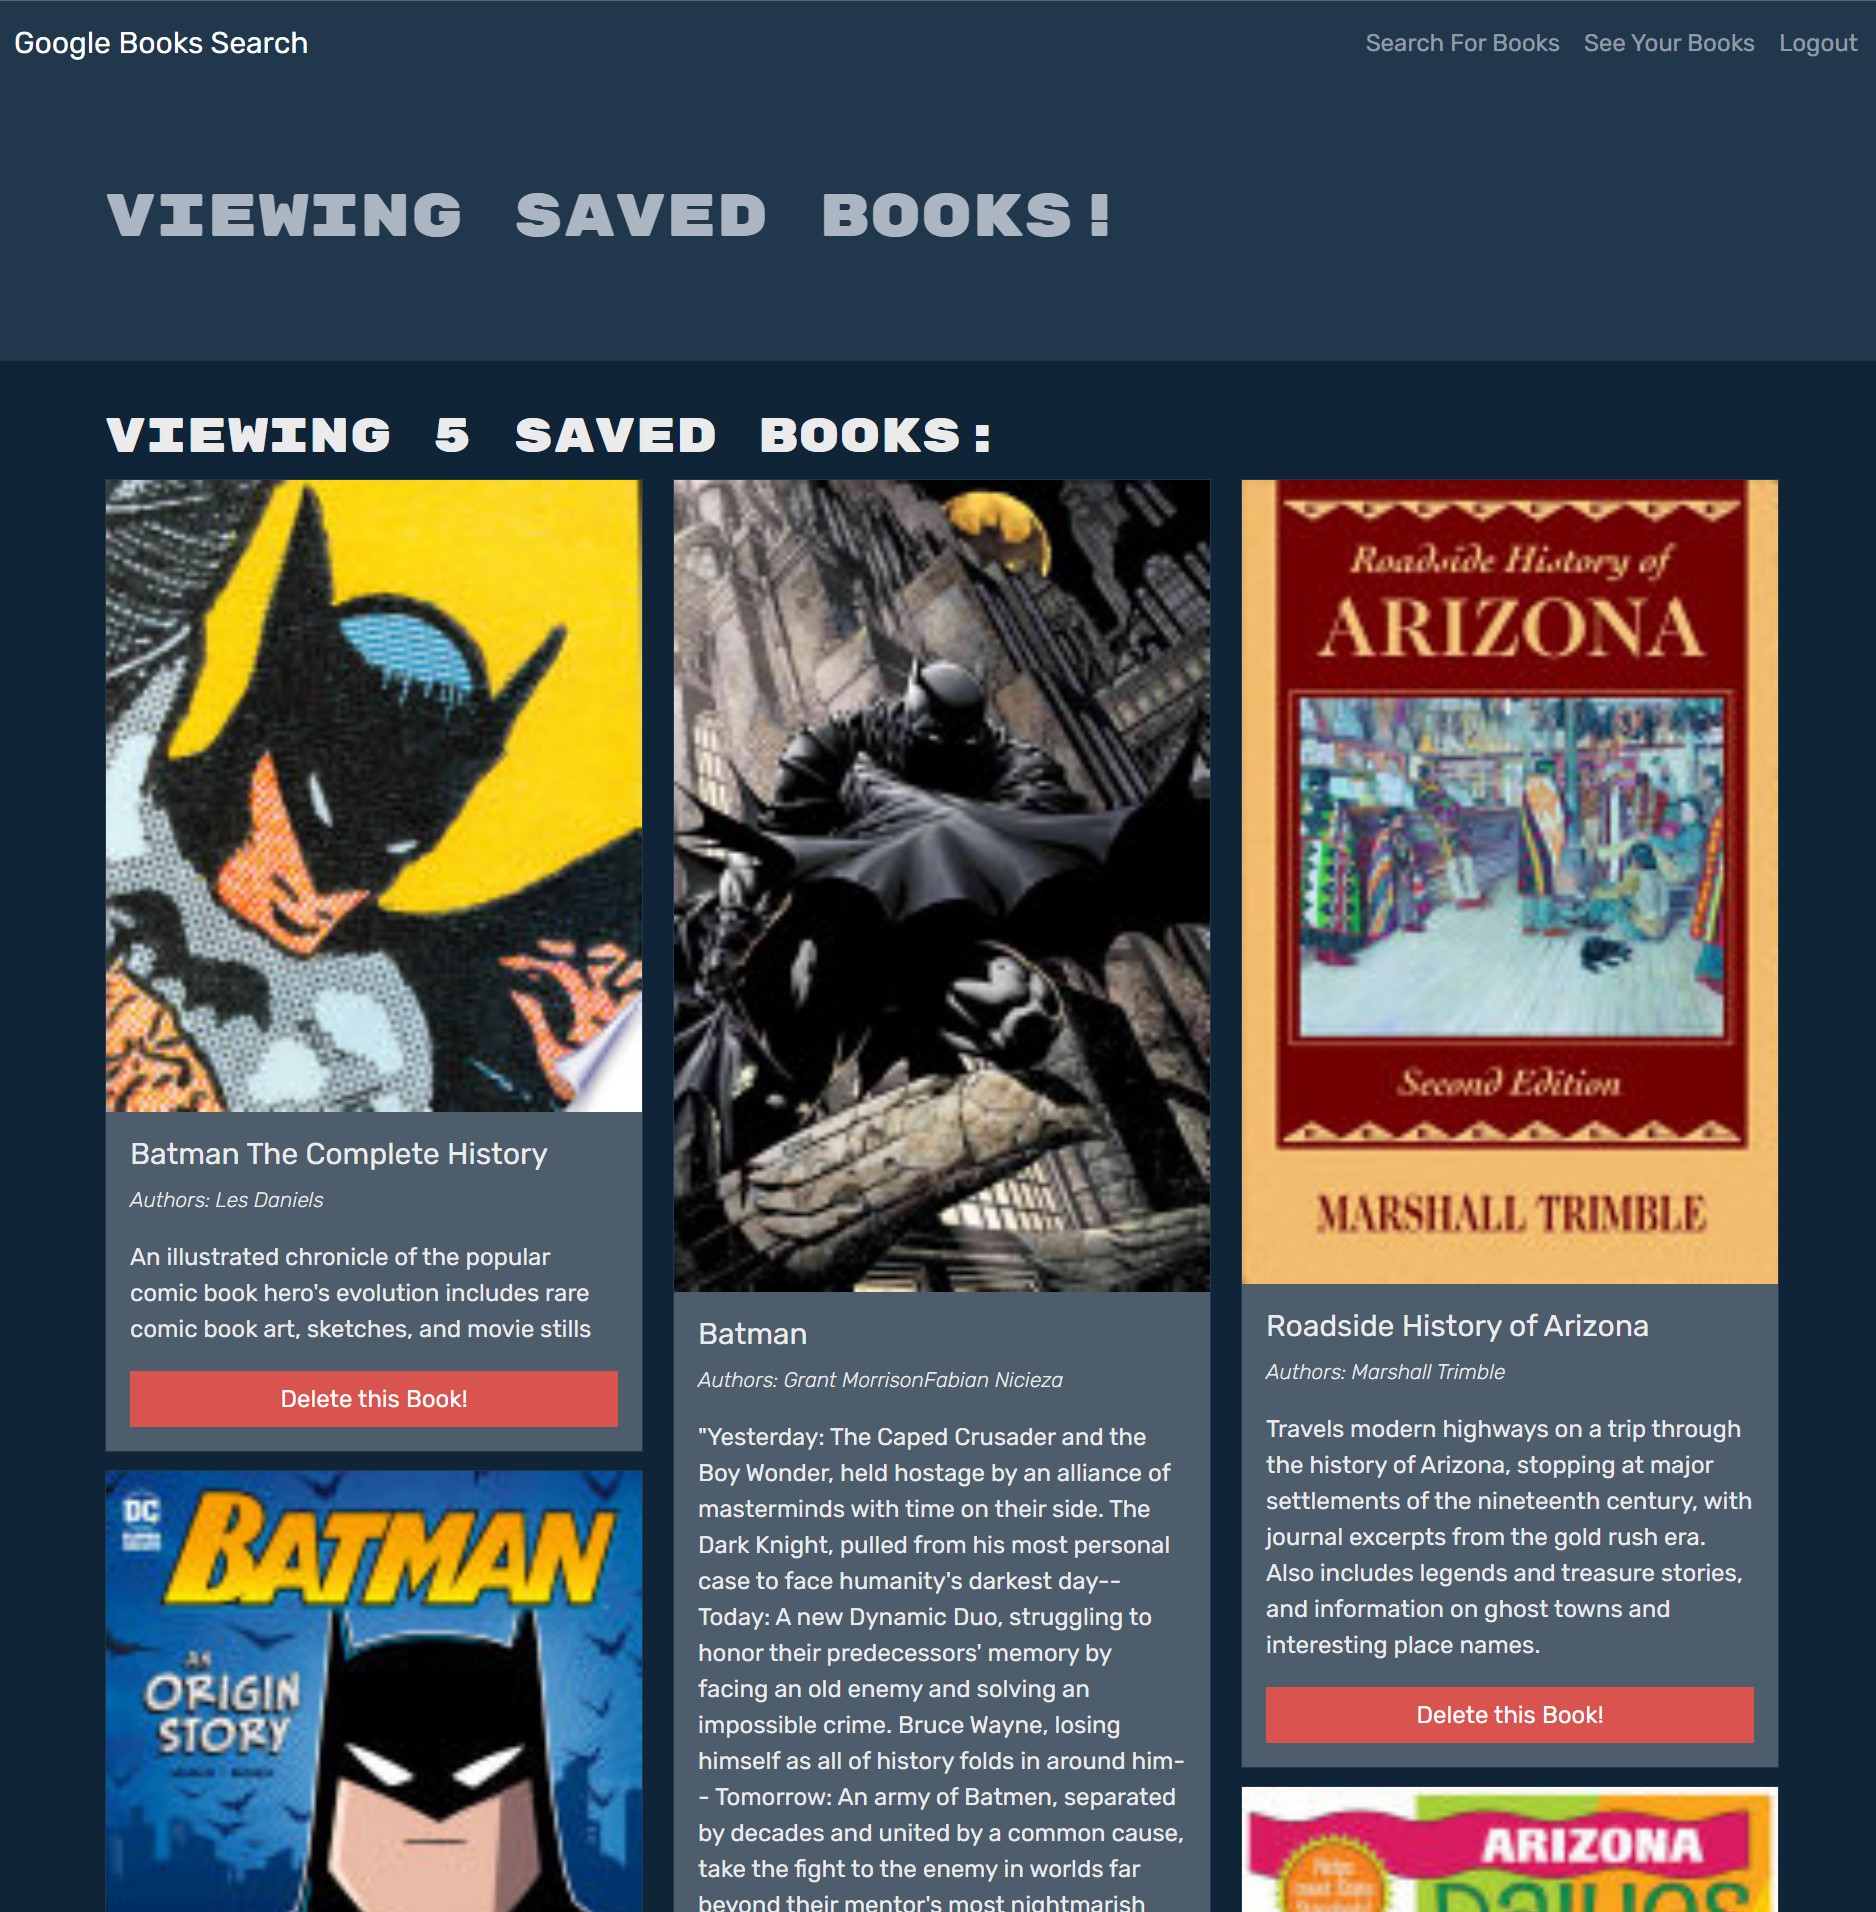 Google Books Search
Search For Books
See Your Books
Logout
VIEWING SAVED BOOKS!
VIEWING 5 SAVED BOOKS:
Batman The Complete History
Authors: Les Daniels
An illustrated chronicle of the popular
comic book hero's evolution includes rare
comic book art, sketches, and movie stills
Delete this Book!
DC
BATMAN
AN
ORIGIN
STORY
Batman
Authors: Grant MorrisonFabian Nicieza
"Yesterday: The Caped Crusader and the
Boy Wonder, held hostage by an alliance of
masterminds with time on their side. The
Dark Knight, pulled from his most personal
case to face humanity's darkest day--
Today: A new Dynamic Duo, struggling to
honor their predecessors' memory by
facing an old enemy and solving an
impossible crime. Bruce Wayne, losing
himself as all of history folds in around him-
- Tomorrow: An army of Batmen, separated
by decades and united by a common cause,
take the fight to the enemy in worlds far
beyond their mentor's most nightmarish
Roadside History of
ARIZONA
Second Edition
MARSHALL TRIMBLE
Roadside History of Arizona
Authors: Marshall Trimble
Travels modern highways on a trip through
the history of Arizona, stopping at major
settlements of the nineteenth century, with
journal excerpts from the gold rush era.
Also includes legends and treasure stories,
and information on ghost towns and
interesting place names.
Delete this Book!
ARIZONA